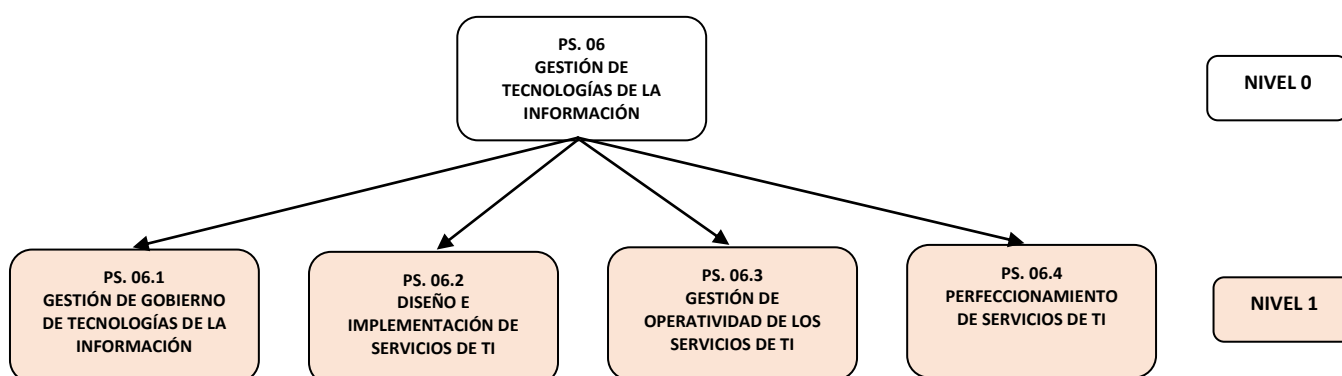 PS. 06
GESTIÓN DE
TECNOLOGÍAS DE LA
INFORMACIÓN
NIVEL 0
PS. 06.1
GESTIÓN DE GOBIERNO
DE TECNOLOGÍAS DE LA
INFORMACIÓN
PS. 06.2
DISEÑO E
IMPLEMENTACIÓN DE
SERVICIOS DE TI
PS. 06.3
GESTIÓN DE
OPERATIVIDAD DE LOS
SERVICIOS DE TI
PS. 06.4
PERFECCIONAMIENTO
DE SERVICIOS DE TI
NIVEL 1